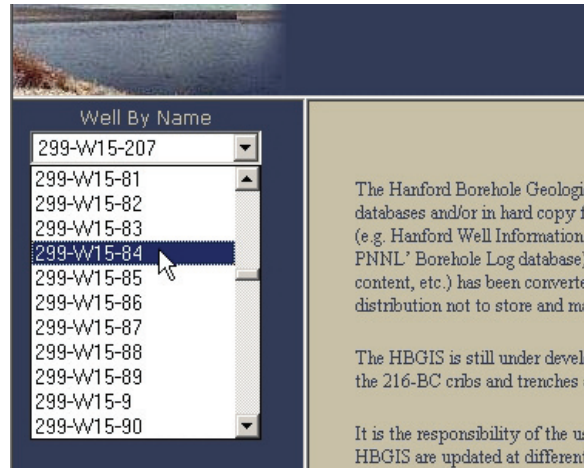 Well By Name
299-W15-207
299-W15-81
299-W15-82
299-W15-83
299-W15-84
299-W15-85
299-W15-86
299-W15-87
299-W15-88
299-W15-89
299-W15-9
299-W15-90
The Hanford Borehole Geologi
databases and/or in hard copy f
(e.g. Hanford Well Information
PNNL' Borehole Log database)
content, etc.) has been converte
distribution not to store and ma
The HBGIS is still under devel
the 216-BC cribs and trenches
It is the responsibility of the us
HBGIS are updated at different